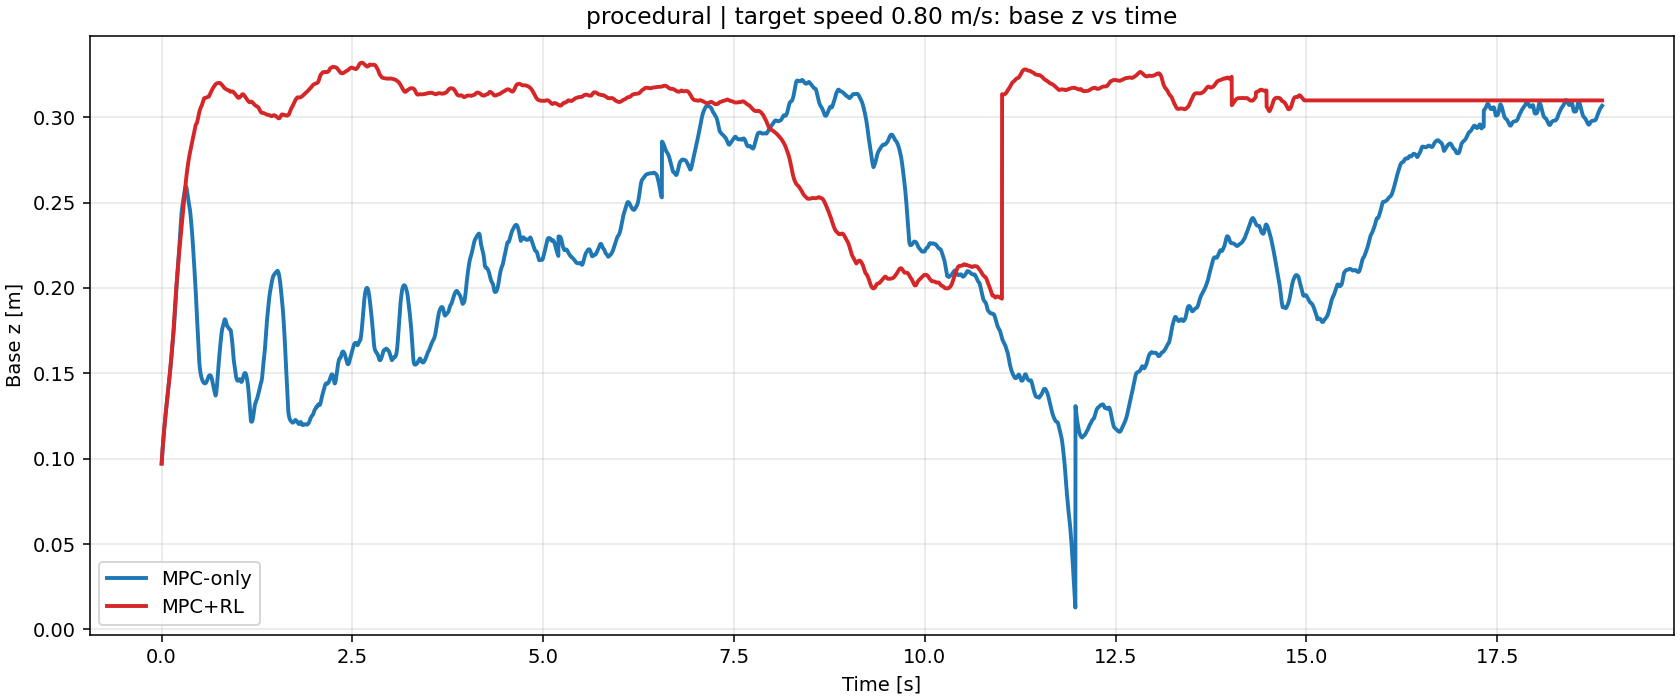 procedural | target speed 0.80 m/s: base z vs time
Base z [m]
0.30
0.25
0.20
0.15
0.10
0.05
0.00
MPC-only
MPC+RL
0.0 2.5 5.0 7.5 10.0 12.5 15.0 17.5
Time [s]